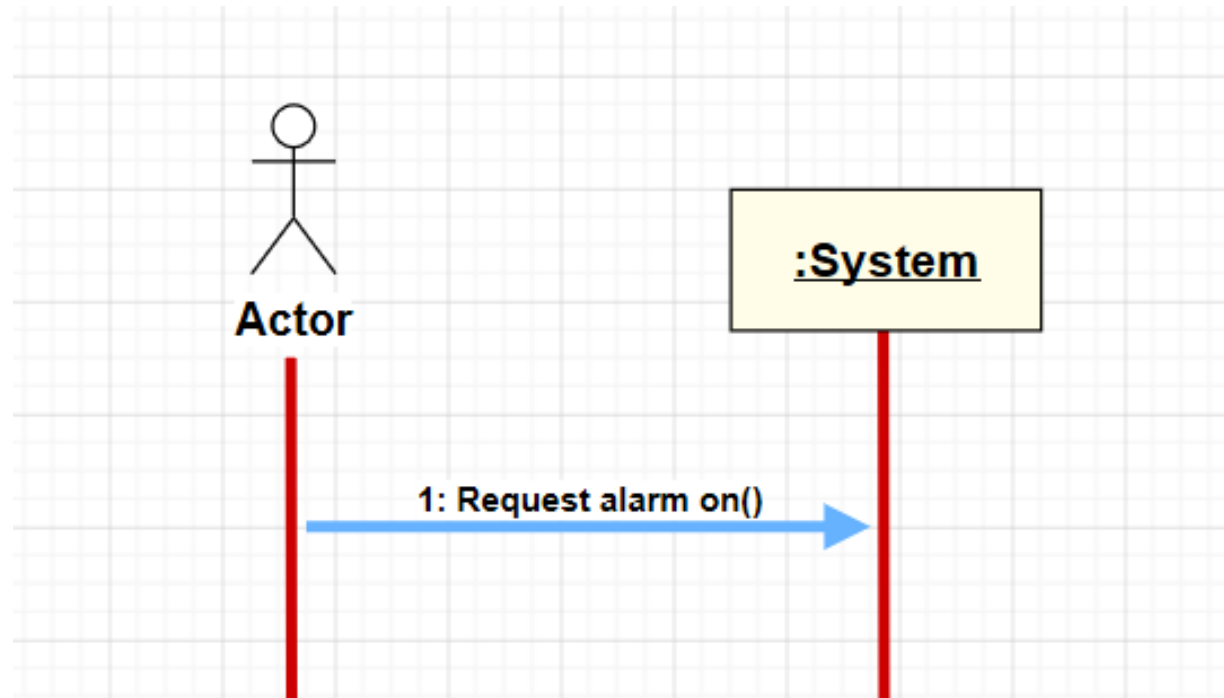 :System
Actor
1: Request alarm on()